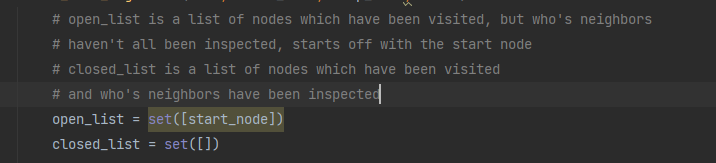 # open_list is a list of nodes which have been visited, but who's neighbors
# haven't all been inspected, starts off with the start node
# closed_list is a list of nodes which have been visited
# and who's neighbors have been inspected
open_list = set([start_node])
closed_list = set([])